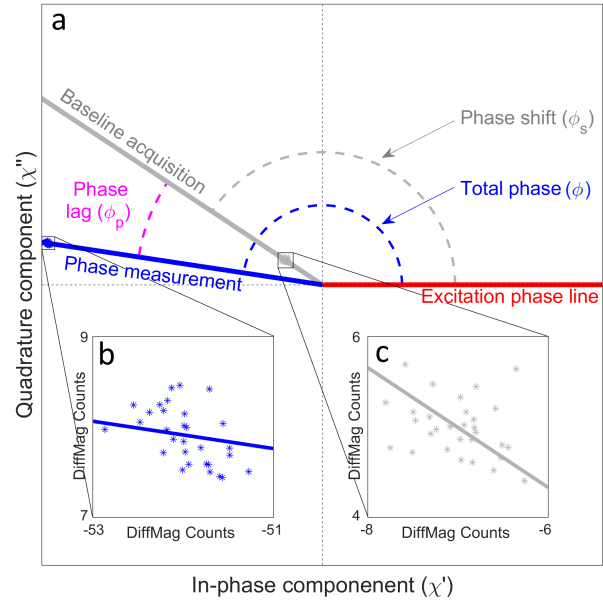 a
Baseline acquisition
Phase shift (ϕs)
Total phase (ϕ)
Phase
lag (ϕp)
Phase measurement
Excitation phase line
Quadrature component (χ'')
b
9
DiffMag Counts
7
-53
DiffMag Counts
-51
c
6
DiffMag Counts
4
-8
DiffMag Counts
-6
In-phase componenent (χ')